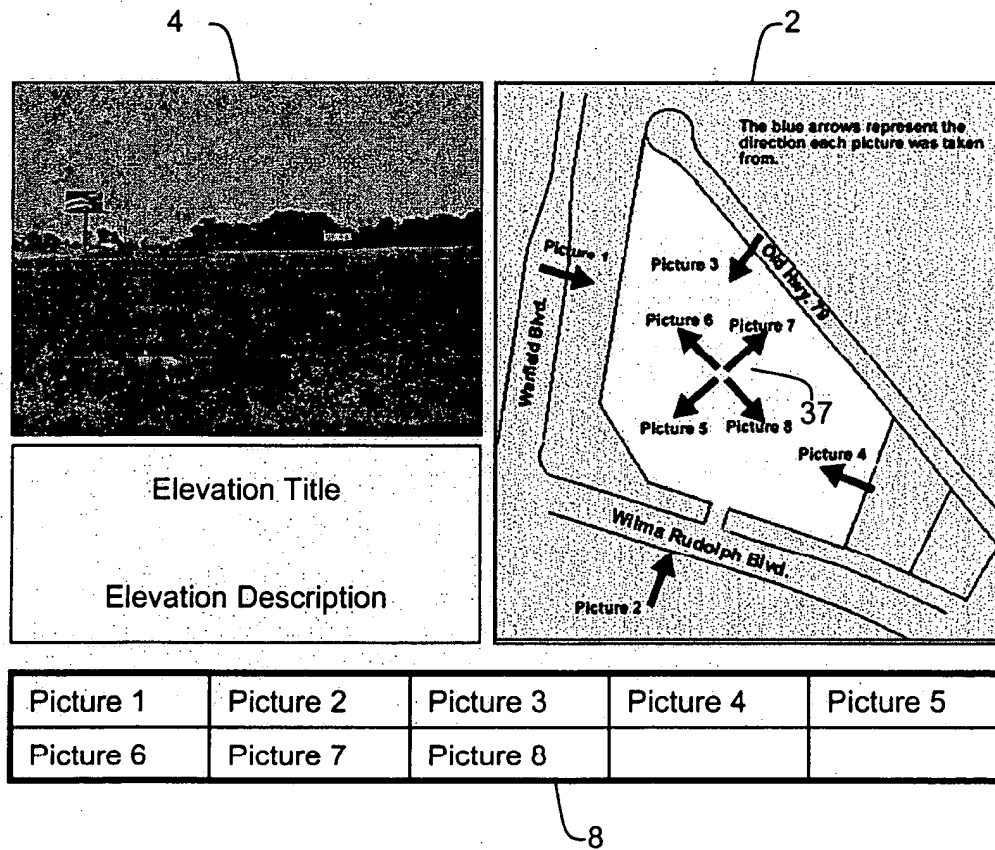 4
2
The blue arrows represent the
direction each picture was taken
from.
Picture 1
Picture 3
Old Hwy. 79
Warfield Blvd.
Picture 6
Picture 7
37
Picture 5
Picture 8
Picture 4
Wilma Rudolph Blvd.
Picture 2
Elevation Title
Elevation Description
Picture 1
Picture 2
Picture 3
Picture 4
Picture 5
Picture 6
Picture 7
Picture 8
8